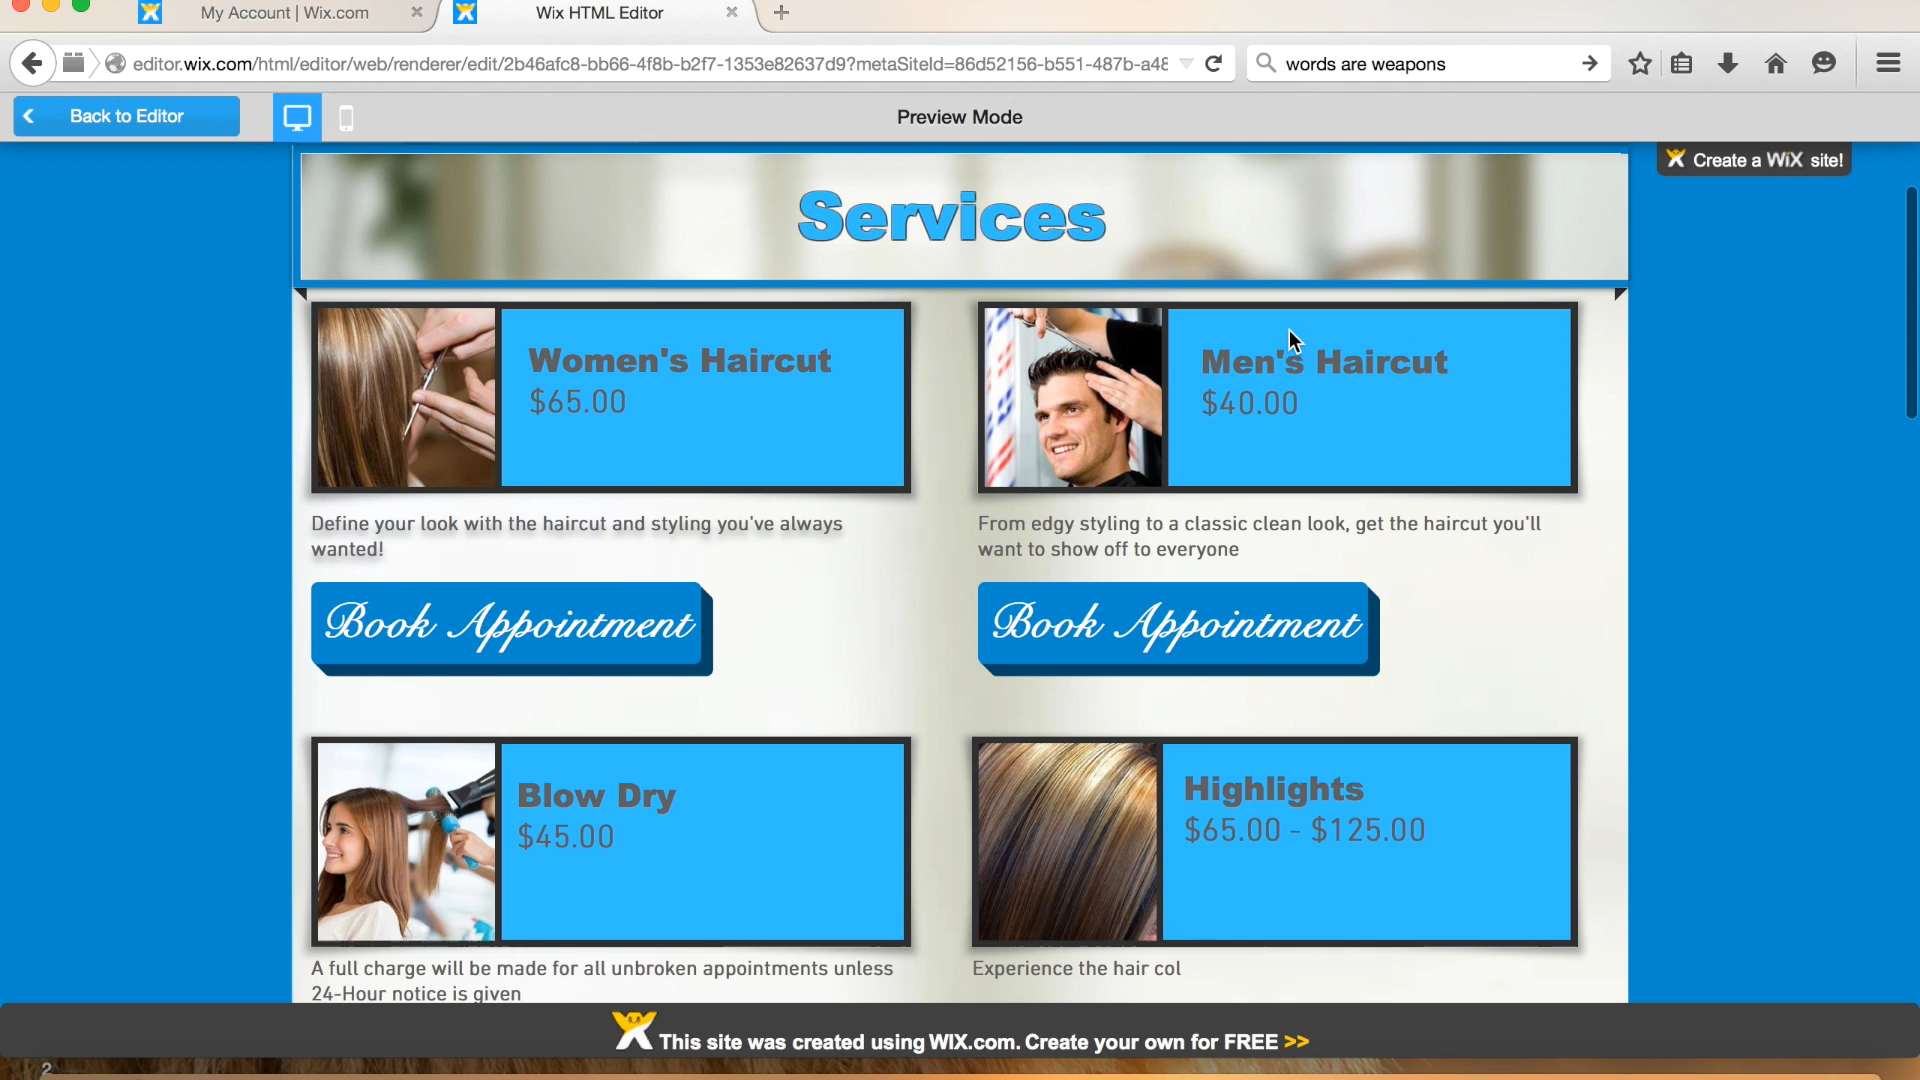 My Account | Wix.com
Wix HTML Editor
editor.wix.com/html/editor/web/renderer/edit/2b46afc8-bb66-4f8b-b2f7-1353e82637d9?metaSiteId=86d52156-b551-487b-a48
words are weapons
Back to Editor
Preview Mode
Create a WiX site!
Services
Women's Haircut
$65.00
Men's Haircut
$40.00
Define your look with the haircut and styling you've always
wanted!
From edgy styling to a classic clean look, get the haircut you'll
want to show off to everyone
Book Appointment
Book Appointment
Blow Dry
$45.00
Highlights
$65.00 - $125.00
A full charge will be made for all unbroken appointments unless
24-Hour notice is given
Experience the hair col
This site was created using WIX.com. Create your own for FREE >>
2